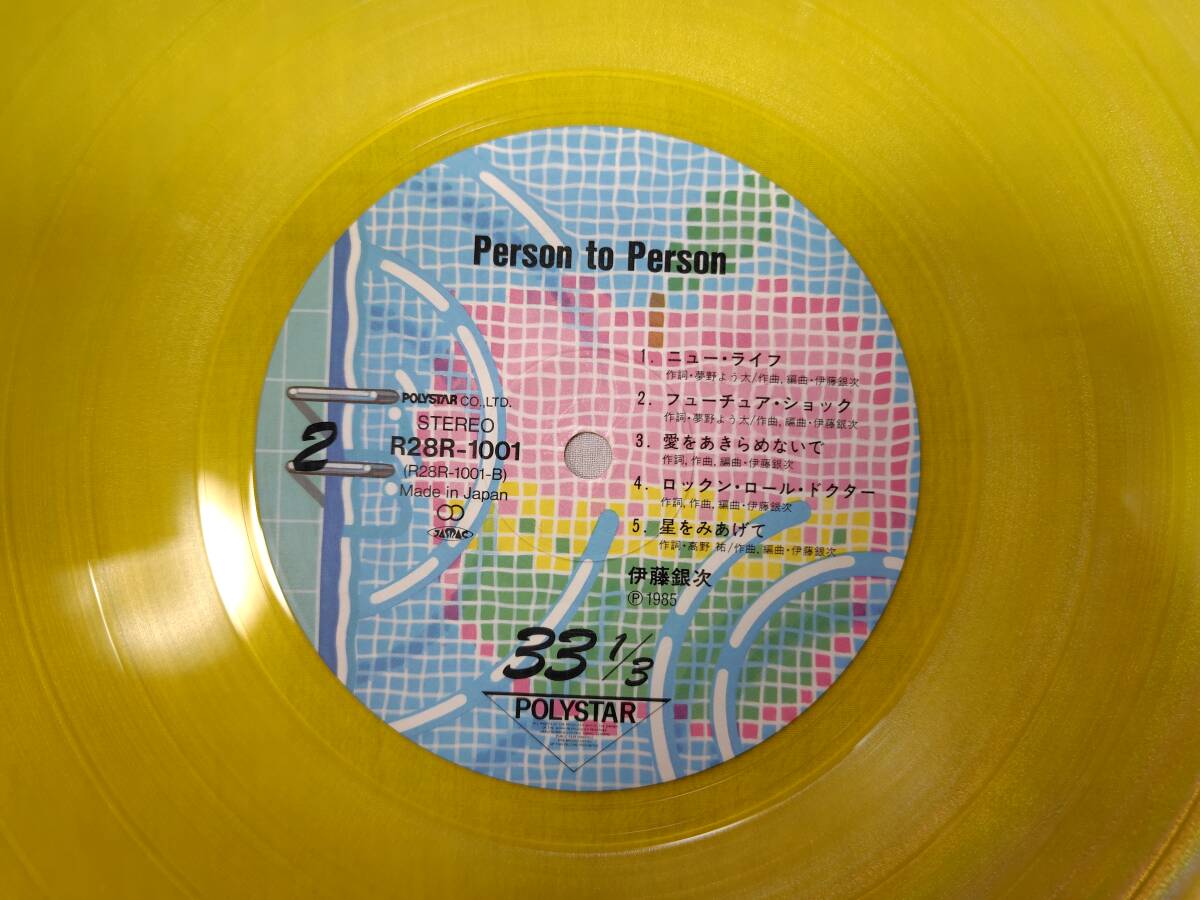 Person to Person
POLYSTAR CO.,LTD.
STEREO
2
R28R-1001
(R28R-1001-B)
Made in Japan
JASRAC
1. ニュー・ライフ
作詞・夢野よう太/作曲,編曲・伊藤銀次
2. フューチュア・ショック
作詞・夢野よう太/作曲,編曲・伊藤銀次
3. 愛をあきらめないで
作詞,作曲,編曲・伊藤銀次
4. ロックン・ロール・ドクター
作詞,作曲,編曲・伊藤銀次
5. 星をみあげて
作詞・高野 祐/作曲,編曲・伊藤銀次
伊藤銀次
Ⓟ1985
33 1/3
POLYSTAR